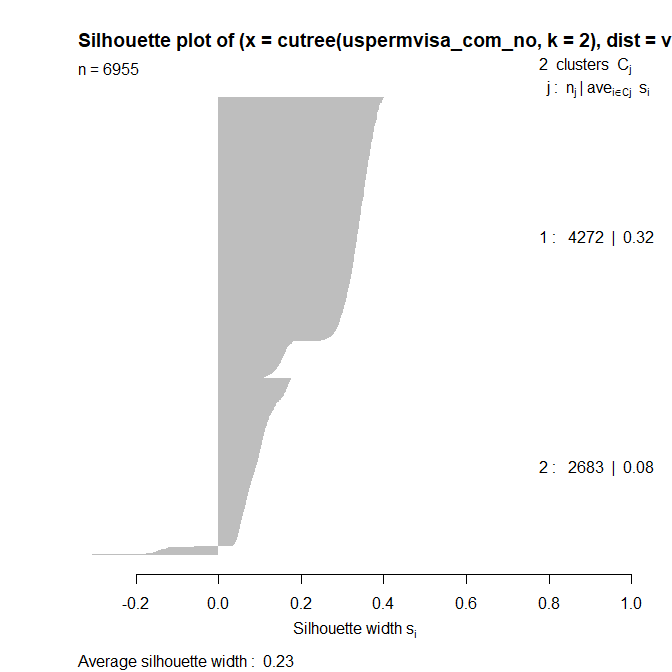 Silhouette plot of (x = cutree(uspermvisa_com_no, k = 2), dist = v
n = 6955
2 clusters Cj
j : nj | avei∈Cj si
1 : 4272 | 0.32
2 : 2683 | 0.08
-0.2 0.0 0.2 0.4 0.6 0.8 1.0
Silhouette width si
Average silhouette width : 0.23